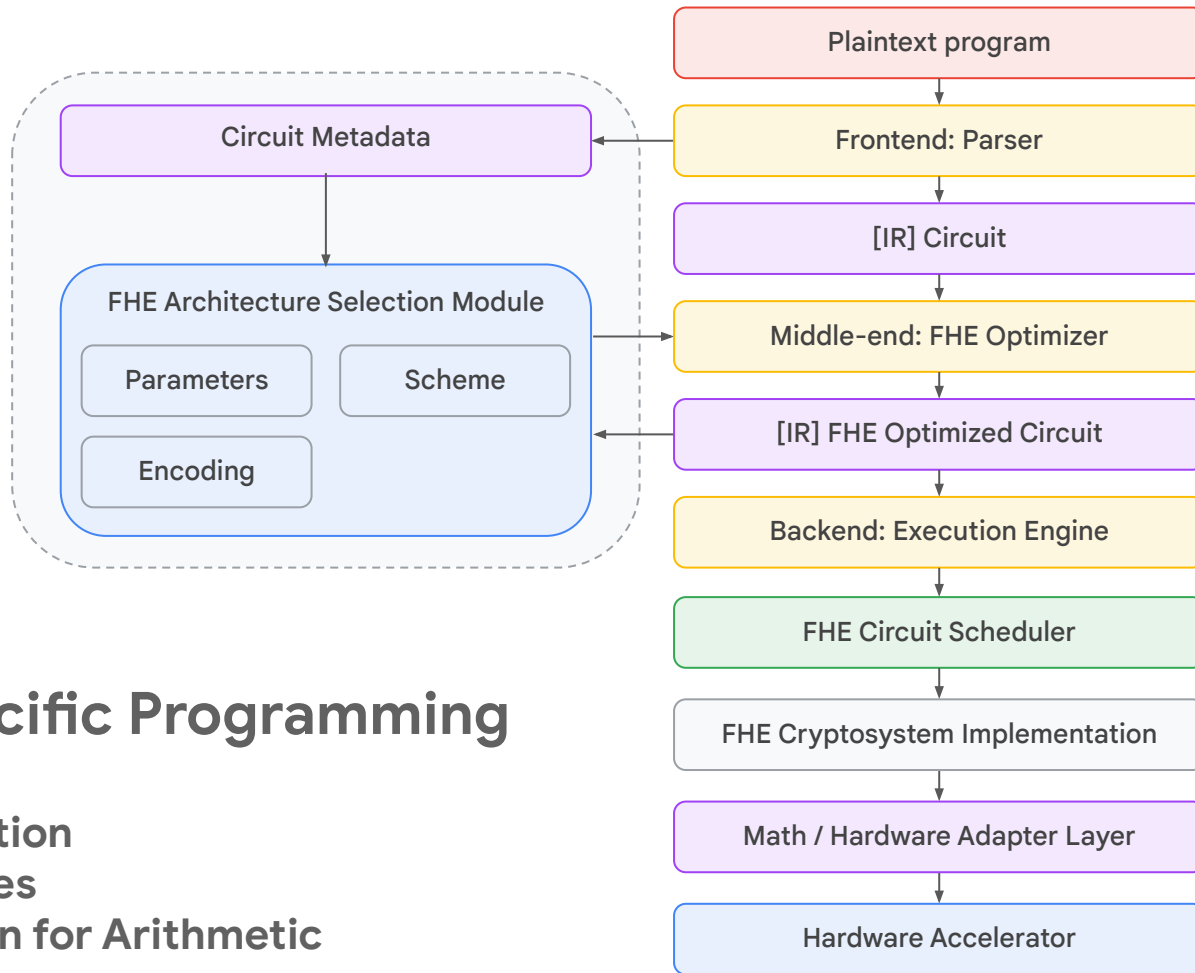 Plaintext program
Circuit Metadata
Frontend: Parser
[IR] Circuit
FHE Architecture Selection Module
Parameters
Scheme
Encoding
Middle-end: FHE Optimizer
[IR] FHE Optimized Circuit
Backend: Execution Engine
FHE Circuit Scheduler
FHE Cryptosystem Implementation
Math / Hardware Adapter Layer
Hardware Accelerator
cific Programming
tion
es
n for Arithmetic